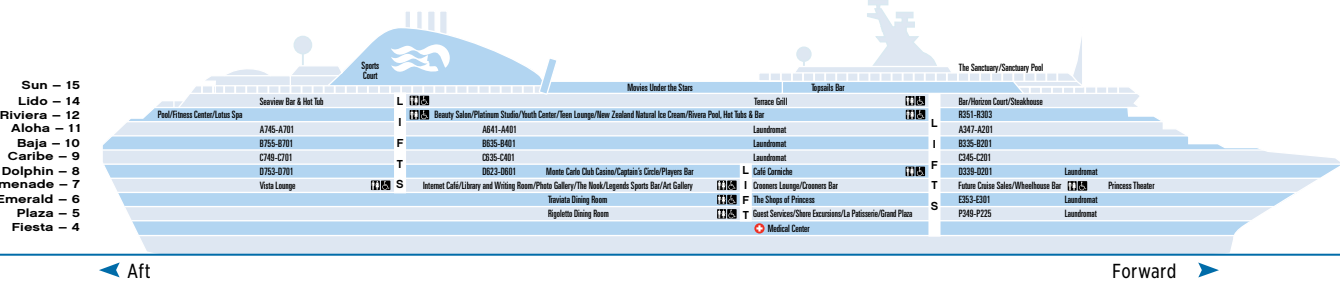 Sports
Court
The Sanctuary/Sanctuary Pool
Sun – 15
Movies Under the Stars
Topsails Bar
Lido – 14
Seaview Bar & Hot Tub
Terrace Grill
Bar/Horizon Court/Steakhouse
Riviera – 12
Pool/Fitness Center/Lotus Spa
Beauty Salon/Platinum Studio/Youth Center/Teen Lounge/New Zealand Natural Ice Cream/Rivera Pool, Hot Tubs & Bar
R351-R303
Aloha – 11
A745-A701
A641-A401
Laundromat
A347-A201
Baja – 10
B755-B701
B635-B401
Laundromat
B335-B201
Caribe – 9
C749-C701
C635-C401
Laundromat
C345-C201
Dolphin – 8
D753-D701
D623-D601
Monte Carlo Club Casino/Captain's Circle/Players Bar
Café Corniche
D339-D201
Laundromat
menade – 7
Vista Lounge
Internet Café/Library and Writing Room/Photo Gallery/The Nook/Legends Sports Bar/Art Gallery
Crooners Lounge/Crooners Bar
Future Cruise Sales/Wheelhouse Bar
Princess Theater
Emerald – 6
Traviata Dining Room
The Shops of Princess
E353-E301
Laundromat
Plaza – 5
Rigoletto Dining Room
Guest Services/Shore Excursions/La Patisserie/Grand Plaza
P349-P225
Laundromat
Fiesta – 4
Medical Center
LIFTS
LIFT
LIFTS
Aft
Forward